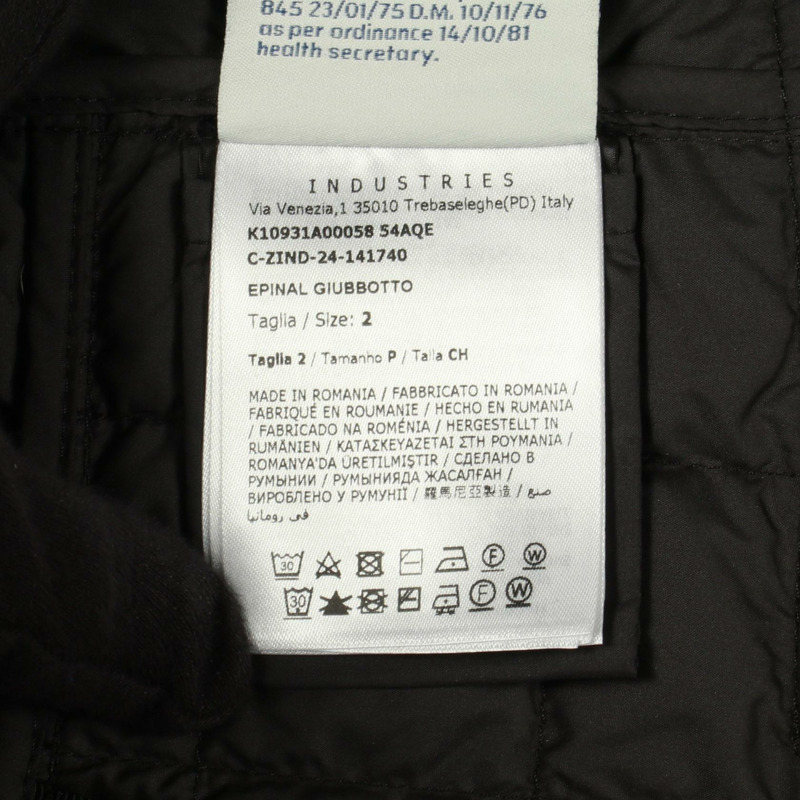 845 23/01/75 D.M. 10/11/76
as per ordinance 14/10/81
health secretary.
INDUSTRIES
Via Venezia,1 35010 Trebaseleghe(PD) Italy
K10931A00058 54AQE
C-ZIND-24-141740
EPINAL GIUBBOTTO
Taglia / Size: 2
Taglia 2 / Tamanho P / Talla CH
MADE IN ROMANIA / FABBRICATO IN ROMANIA /
FABRIQUÉ EN ROUMANIE / HECHO EN RUMANIA
/ FABRICADO NA ROMÉNIA / HERGESTELLT IN
RUMÄNIEN / ΚΑΤΑΣΚΕΥΑΖΕΤΑΙ ΣΤΗ ΡΟΥΜΑΝΙΑ /
ROMANYA'DA ÜRETILMIŞTIR / СДЕЛАНО В
РУМЫНИИ / РУМЫНИЯДА ЖАСАЛҒАН /
ВИРОБЛЕНО У РУМУНІЇ / 羅馬尼亞製造 / صنع
في رومانيا
30 F W
30 F W